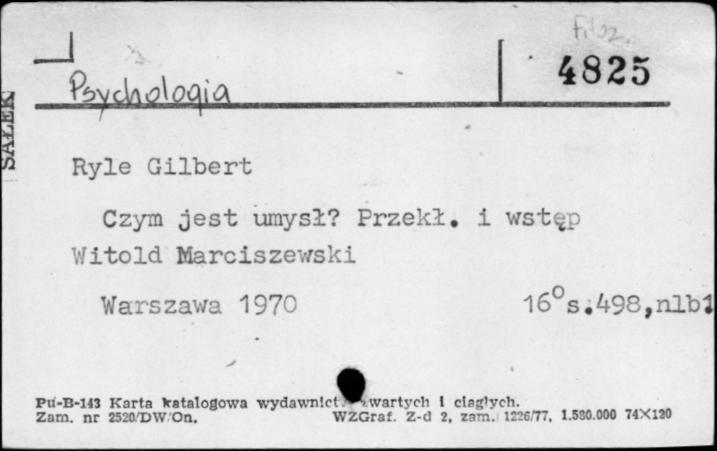 Filoz.
4825
Psychologia
SAŁEK
Ryle Gilbert
Czym jest umysł? Przekł. i wstęp
Witold Marciszewski
Warszawa 1970 16° s.498,nlb1
Pu-B-143 Karta katalogowa wydawnict zwartych i ciągłych.
Zam. nr 2520/DW/On. WZGraf. Z-d 2, zam. 1226/77. 1.580.000 74×120